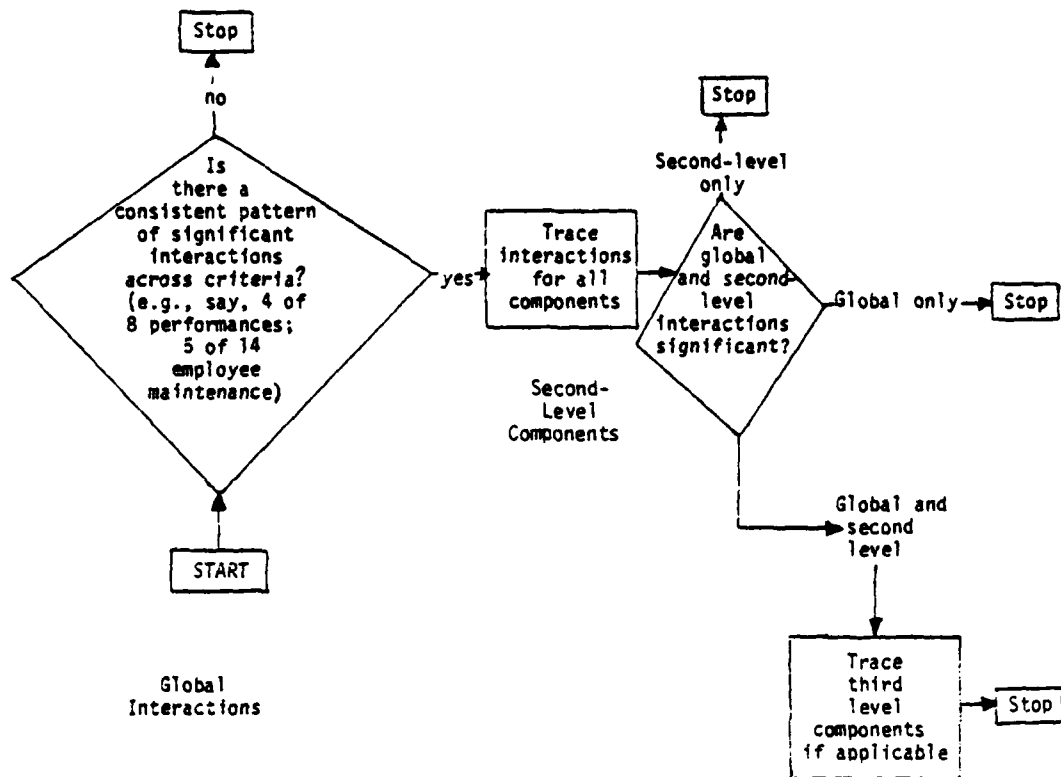 Stop
no
Is
there a
consistent pattern
of significant
interactions
across criteria?
(e.g., say, 4 of
8 performances;
5 of 14
employee
maintenance)
START
Global
Interactions
yes
Trace
interactions
for all
components
Second-
Level
Components
Stop
Second-level
only
Are
global
and second-
level
interactions
significant?
Global only
Stop
Global and
second
level
Trace
third
level
components
if applicable
Stop